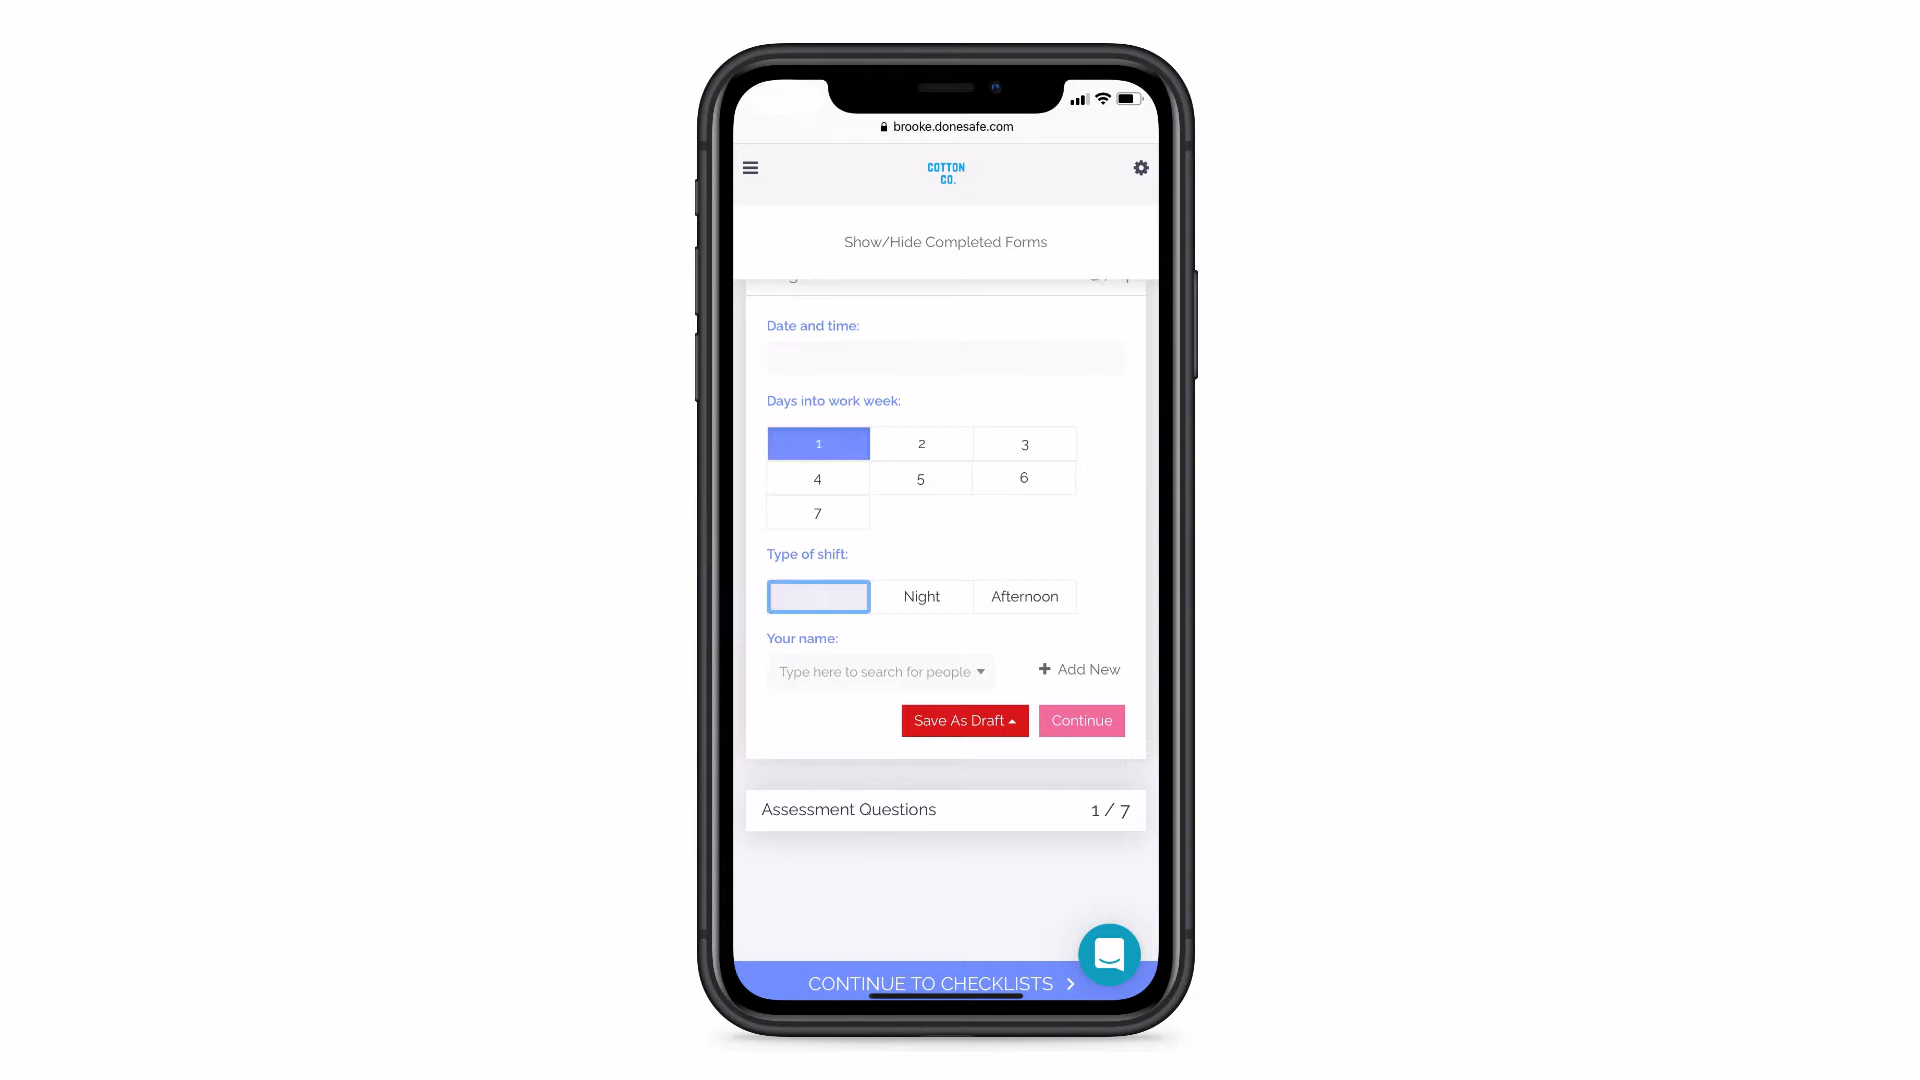 brooke.donesafe.com
COTTON
CO.
Show/Hide Completed Forms
Date and time:
Days into work week:
1 2 3
4 5 6
7
Type of shift:
Night Afternoon
Your name:
Type here to search for people + Add New
Save As Draft Continue
Assessment Questions 1 / 7
CONTINUE TO CHECKLISTS